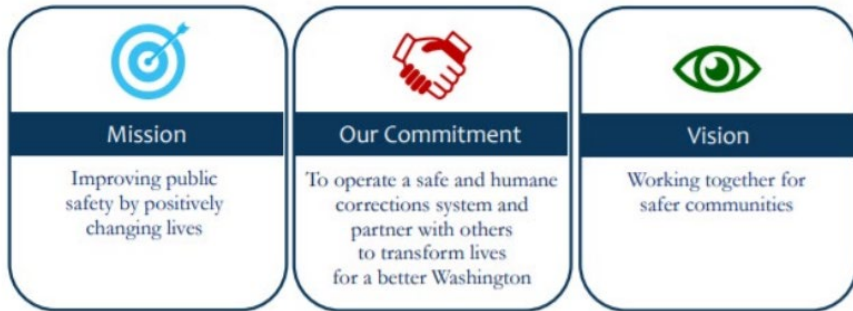 Mission
Improving public
safety by positively
changing lives
Our Commitment
To operate a safe and humane
corrections system and
partner with others
to transform lives
for a better Washington
Vision
Working together for
safer communities